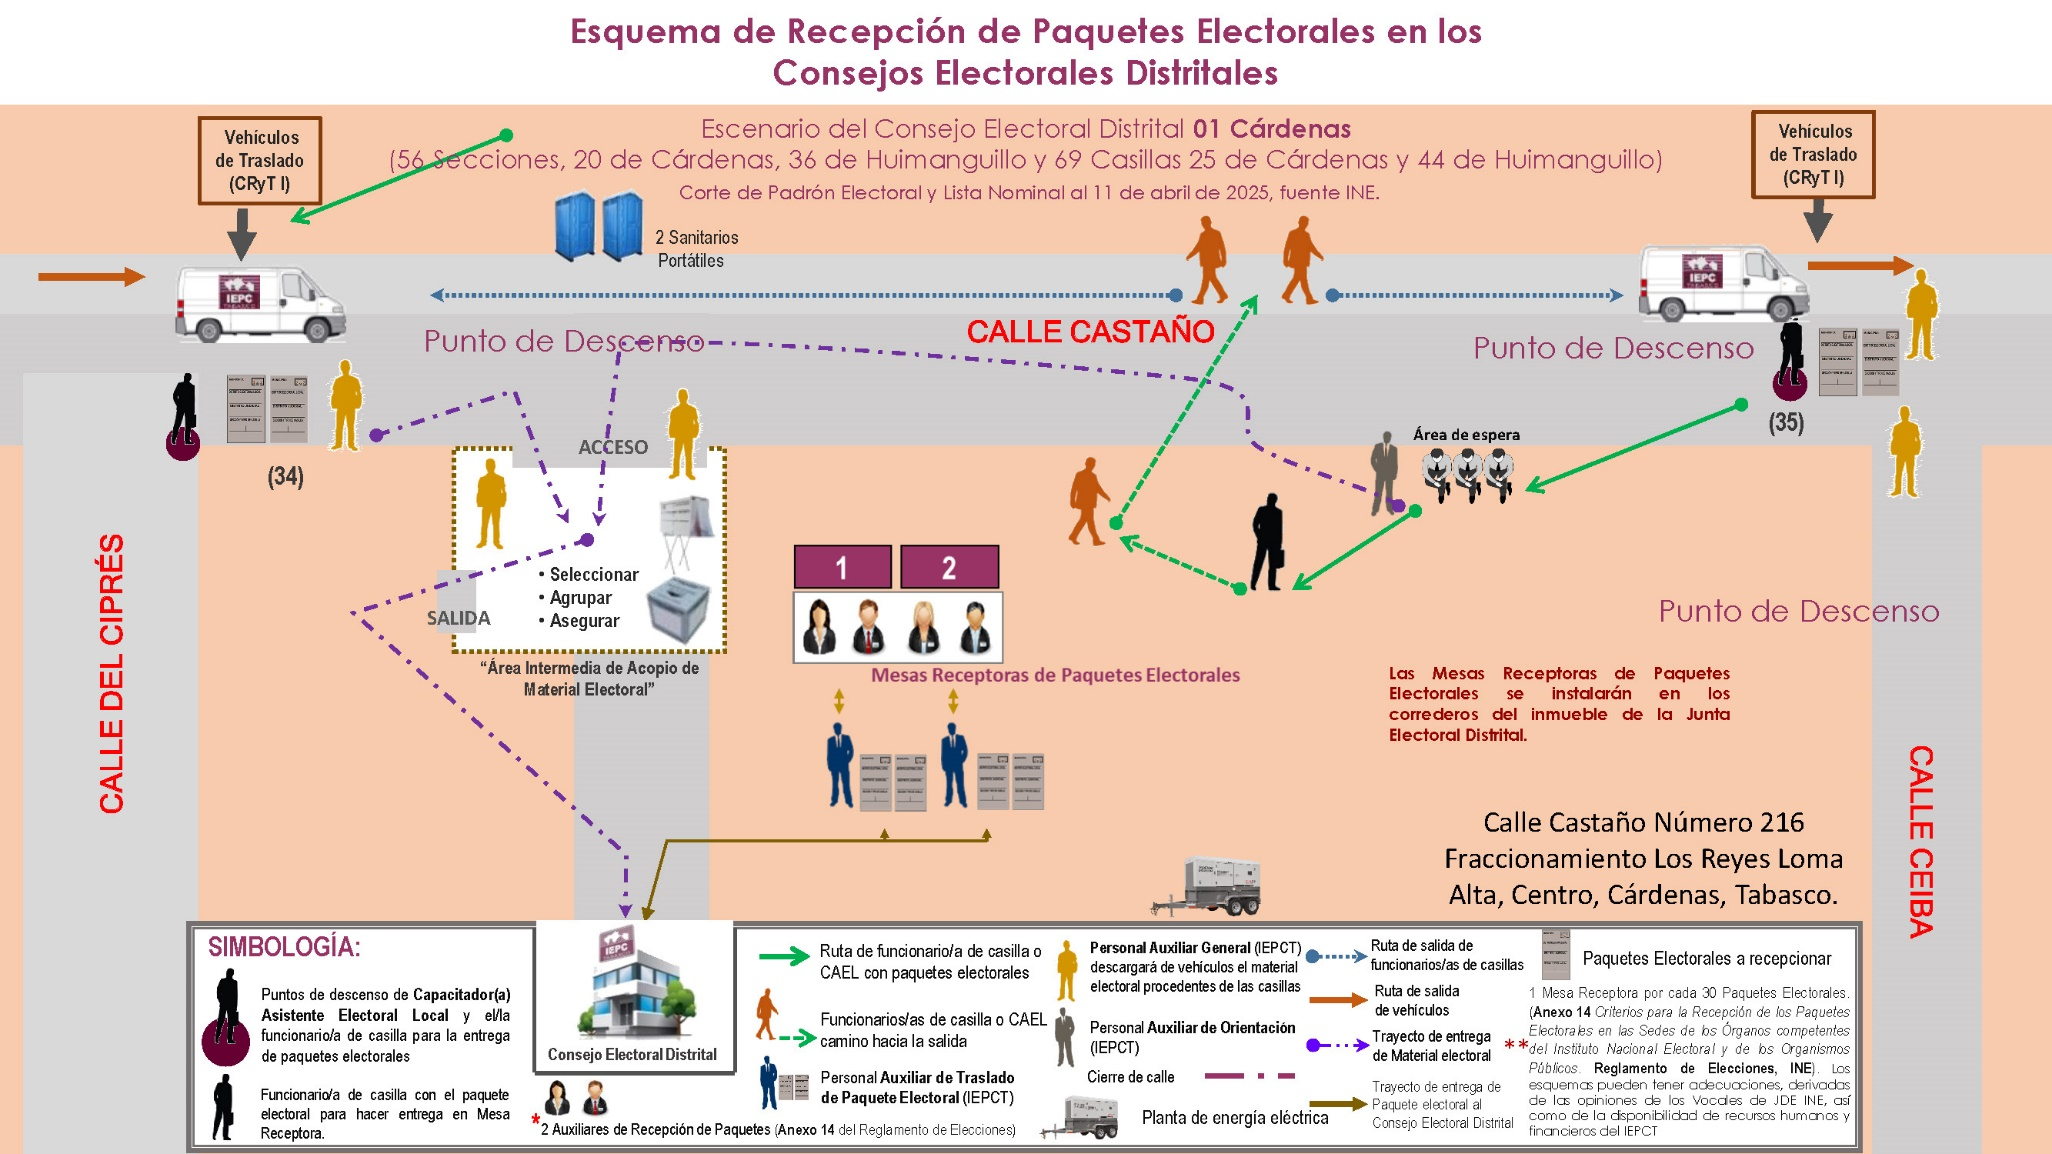 Esquema de Recepción de Paquetes Electorales en los
Consejos Electorales Distritales
Escenario del Consejo Electoral Distrital 01 Cárdenas
(56 Secciones, 20 de Cárdenas, 36 de Huimanguillo y 69 Casillas 25 de Cárdenas y 44 de Huimanguillo)
Corte de Padrón Electoral y Lista Nominal al 11 de abril de 2025, fuente INE.
Vehículos
de Traslado
(CRyT I)
Vehículos
de Traslado
(CRyT I)
2 Sanitarios
Portátiles
IEPC
TABASCO
IEPC
TABASCO
CALLE CASTAÑO
Punto de Descenso
Punto de Descenso
(34)
(35)
ACCESO
Área de espera
• Seleccionar
• Agrupar
• Asegurar
SALIDA
“Área Intermedia de Acopio de
Material Electoral”
1
2
Mesas Receptoras de Paquetes Electorales
Punto de Descenso
Las Mesas Receptoras de Paquetes
Electorales se instalarán en los
correderos del inmueble de la Junta
Electoral Distrital.
CALLE DEL CIPRÉS
CALLE CEIBA
Calle Castaño Número 216
Fraccionamiento Los Reyes Loma
Alta, Centro, Cárdenas, Tabasco.
SIMBOLOGÍA:
Puntos de descenso de Capacitador(a)
Asistente Electoral Local y el/la
funcionario/a de casilla para la entrega
de paquetes electorales
Funcionario/a de casilla con el paquete
electoral para hacer entrega en Mesa
Receptora.
IEPC
Consejo Electoral Distrital
*2 Auxiliares de Recepción de Paquetes (Anexo 14 del Reglamento de Elecciones)
Ruta de funcionario/a de casilla o
CAEL con paquetes electorales
Funcionarios/as de casilla o CAEL
camino hacia la salida
Personal Auxiliar de Traslado
de Paquete Electoral (IEPCT)
Personal Auxiliar General (IEPCT)
descargará de vehículos el material
electoral procedentes de las casillas
Personal Auxiliar de Orientación
(IEPCT)
Cierre de calle
Planta de energía eléctrica
Ruta de salida de
funcionarios/as de casillas
Ruta de salida
de vehículos
Trayecto de entrega
de Material electoral
Trayecto de entrega de
Paquete electoral al
Consejo Electoral Distrital
Paquetes Electorales a recepcionar
1 Mesa Receptora por cada 30 Paquetes Electorales.
(Anexo 14 Criterios para la Recepción de los Paquetes
Electorales en las Sedes de los Órganos competentes
**del Instituto Nacional Electoral y de los Organismos
Públicos. Reglamento de Elecciones, INE). Los
esquemas pueden tener adecuaciones, derivadas
de las opiniones de los Vocales de JDE INE, así
como de la disponibilidad de recursos humanos y
financieros del IEPCT